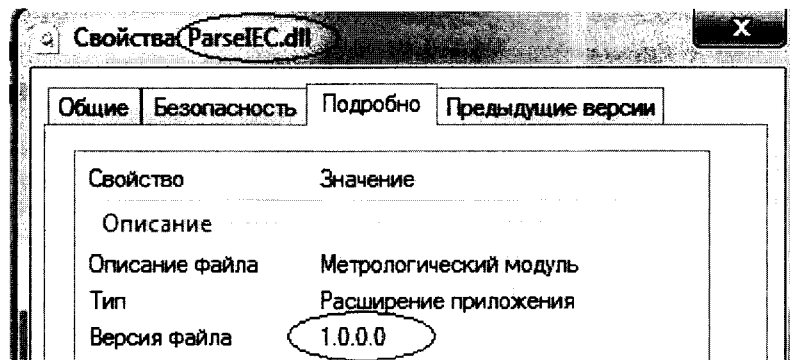 Свойства: ParseIEC.dll
X
Общие Безопасность Подробно Предыдущие версии
Свойство Значение
Описание
Описание файла Метрологический модуль
Тип Расширение приложения
Версия файла 1.0.0.0